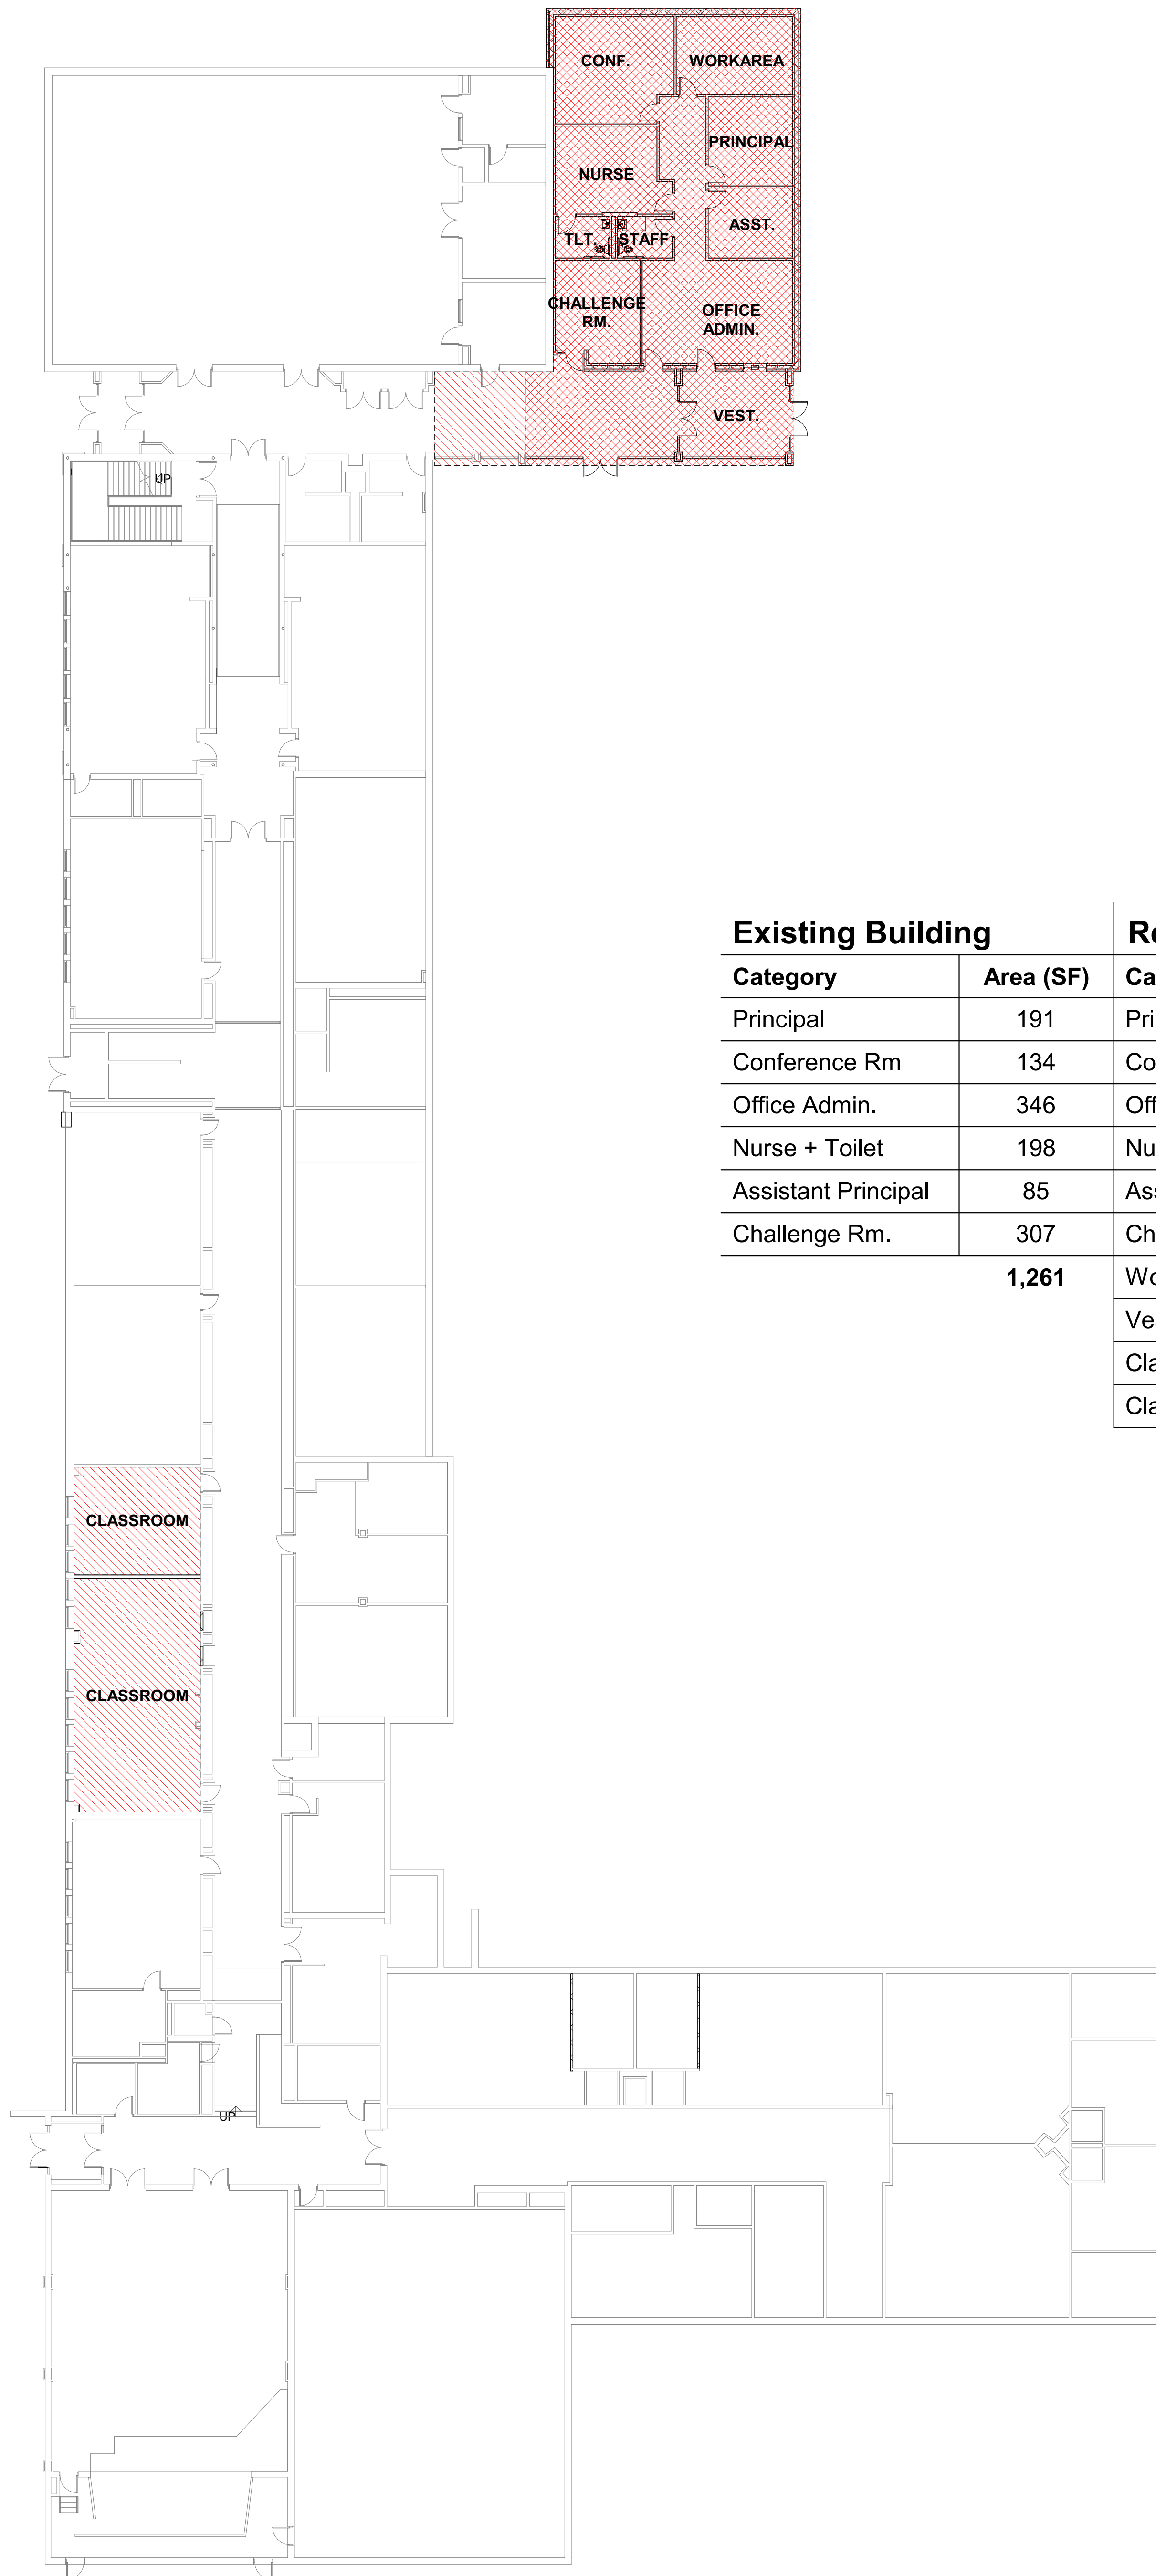 CONF.
WORKAREA
PRINCIPAL
NURSE
ASST.
TLT.
STAFF
CHALLENGE
RM.
OFFICE
ADMIN.
VEST.
UP
Existing Building
Category Area (SF)
Principal 191
Conference Rm 134
Office Admin. 346
Nurse + Toilet 198
Assistant Principal 85
Challenge Rm. 307
1,261
CLASSROOM
CLASSROOM
UP